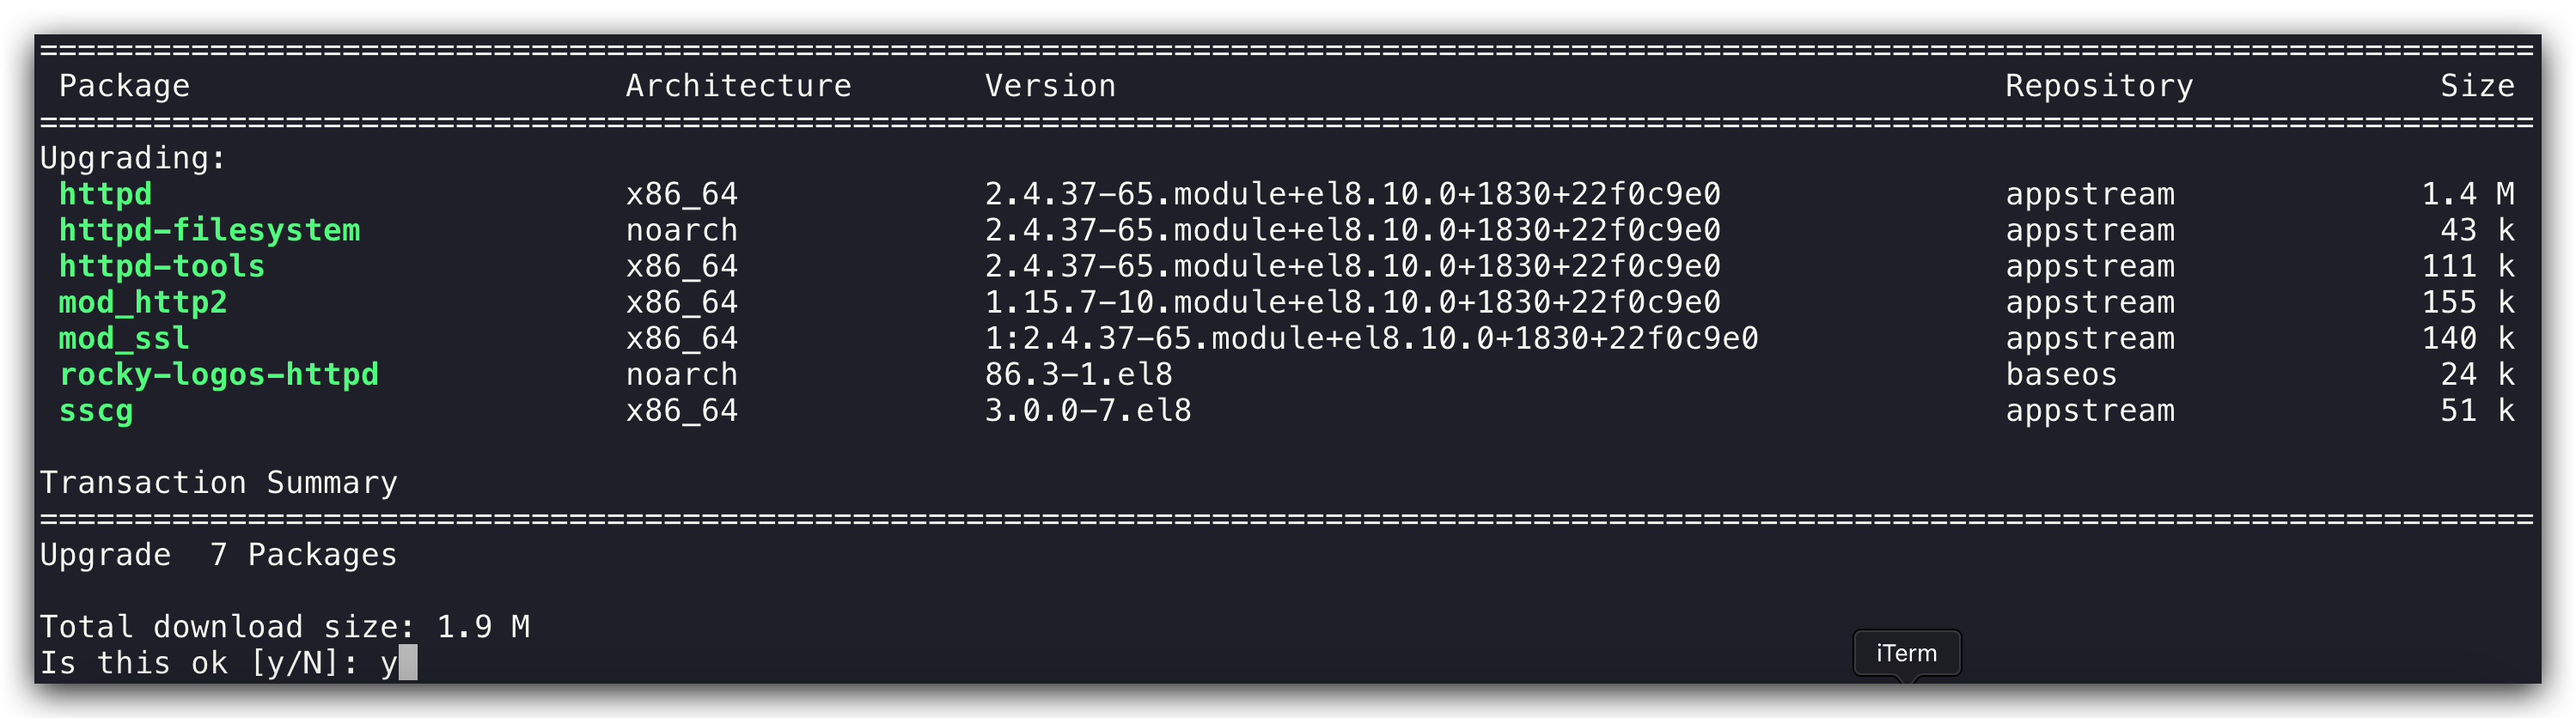 ================================================================================
Package Architecture Version Repository Size
================================================================================
Upgrading:
httpd x86_64 2.4.37-65.module+el8.10.0+1830+22f0c9e0 appstream 1.4 M
httpd-filesystem noarch 2.4.37-65.module+el8.10.0+1830+22f0c9e0 appstream 43 k
httpd-tools x86_64 2.4.37-65.module+el8.10.0+1830+22f0c9e0 appstream 111 k
mod_http2 x86_64 1.15.7-10.module+el8.10.0+1830+22f0c9e0 appstream 155 k
mod_ssl x86_64 1:2.4.37-65.module+el8.10.0+1830+22f0c9e0 appstream 140 k
rocky-logos-httpd noarch 86.3-1.el8 baseos 24 k
sscg x86_64 3.0.0-7.el8 appstream 51 k
Transaction Summary
================================================================================
Upgrade 7 Packages
Total download size: 1.9 M
Is this ok [y/N]: y
iTerm